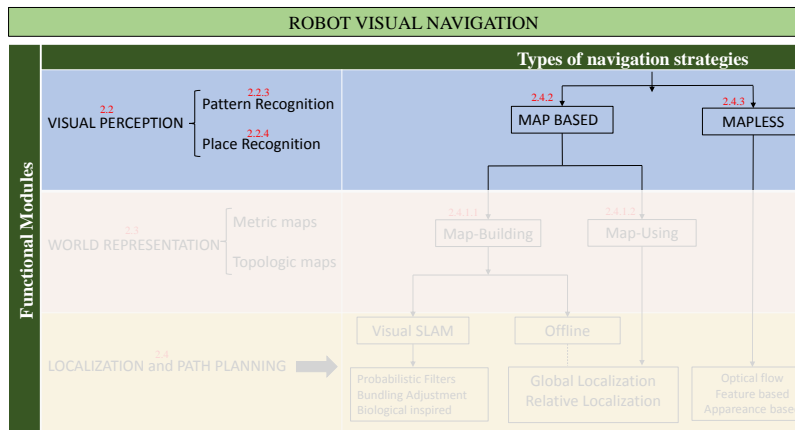 ROBOT VISUAL NAVIGATION
Types of navigation strategies
Functional Modules
2.2
VISUAL PERCEPTION
2.2.3
Pattern Recognition
2.2.4
Place Recognition
2.4.2
MAP BASED
2.4.3
MAPLESS
2.3
WORLD REPRESENTATION
Metric maps
Topologic maps
2.4.1.1
Map-Building
2.4.1.2
Map-Using
2.4
LOCALIZATION and PATH PLANNING
Visual SLAM
Offline
Probabilistic Filters
Bundling Adjustment
Biological inspired
Global Localization
Relative Localization
Optical flow
Feature based
Appareance based